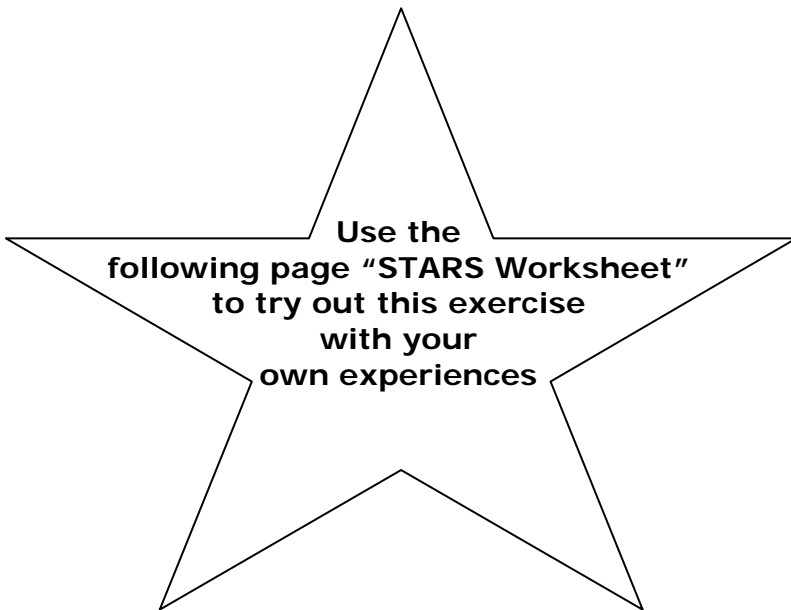 Use the
following page “STARS Worksheet”
to try out this exercise
with your
own experiences